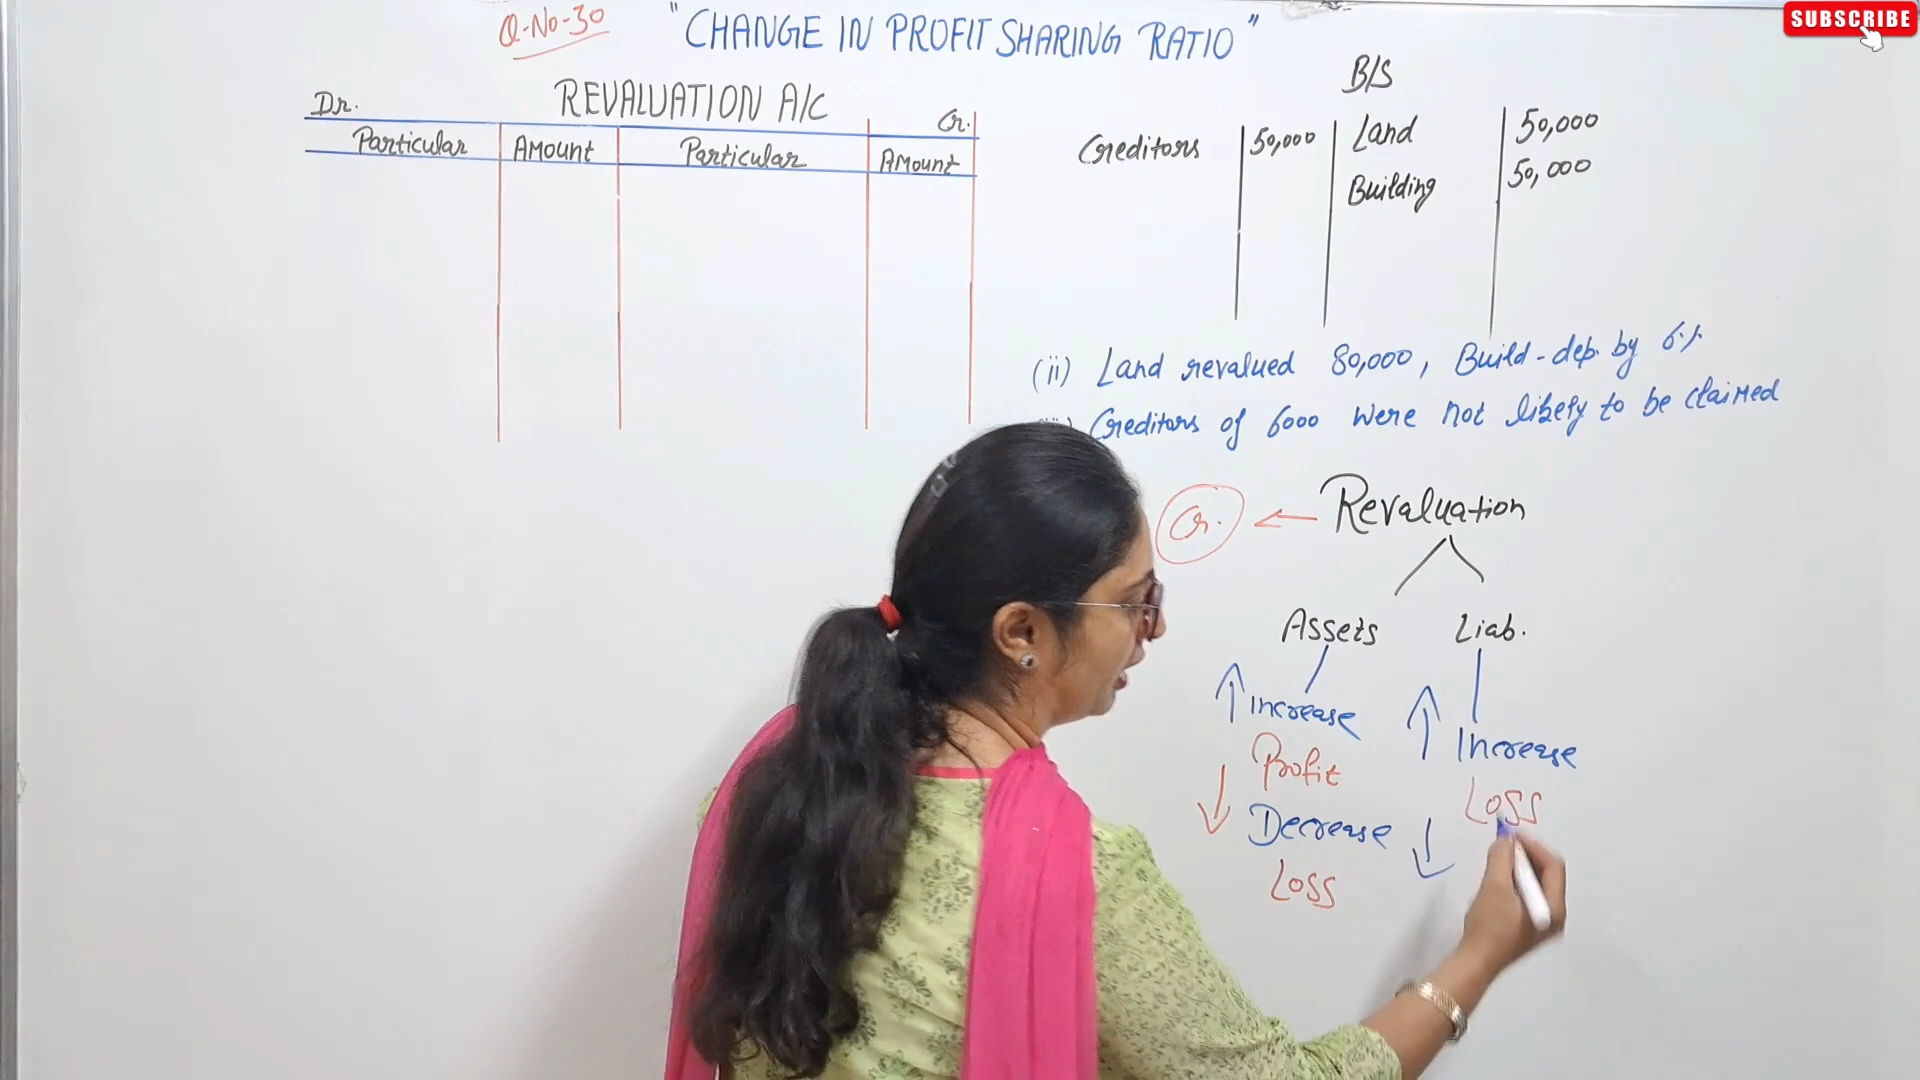 SUBSCRIBE
Q-No-30
"CHANGE IN PROFIT SHARING RATIO"
REVALUATION A/C
Dr.
Cr.
Particular AMount Particular AMount
B/S
Creditors 50,000 Land 50,000
Building 50,000
(ii) Land revalued 80,000, Build-dep. by 6%
Creditors of 6000 were not likely to be claimed
Cr. ← Revaluation
Assets Liab.
↑ Increase ↑ Increase
Profit Loss
↓ Decrease ↓
Loss